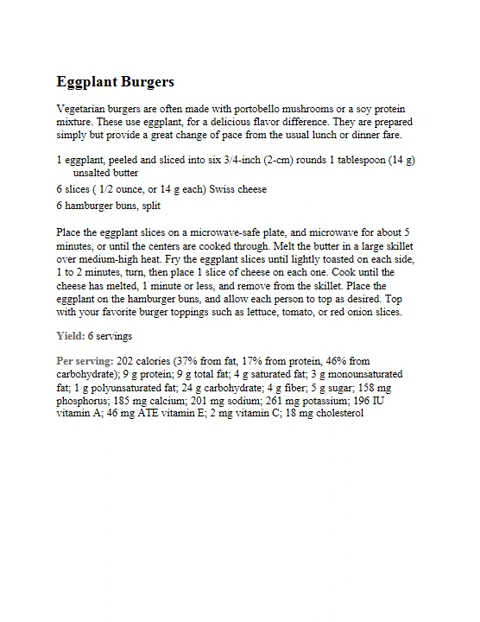 Eggplant Burgers
Vegetarian burgers are often made with portobello mushrooms or a soy protein
mixture. These use eggplant, for a delicious flavor difference. They are prepared
simply but provide a great change of pace from the usual lunch or dinner fare.
1 eggplant, peeled and sliced into six 3/4-inch (2-cm) rounds 1 tablespoon (14 g)
unsalted butter
6 slices ( 1/2 ounce, or 14 g each) Swiss cheese
6 hamburger buns, split
Place the eggplant slices on a microwave-safe plate, and microwave for about 5
minutes, or until the centers are cooked through. Melt the butter in a large skillet
over medium-high heat. Fry the eggplant slices until lightly toasted on each side,
1 to 2 minutes, turn, then place 1 slice of cheese on each one. Cook until the
cheese has melted, 1 minute or less, and remove from the skillet. Place the
eggplant on the hamburger buns, and allow each person to top as desired. Top
with your favorite burger toppings such as lettuce, tomato, or red onion slices.
Yield: 6 servings
Per serving: 202 calories (37% from fat, 17% from protein, 46% from
carbohydrate); 9 g protein; 9 g total fat; 4 g saturated fat; 3 g monounsaturated
fat; 1 g polyunsaturated fat; 24 g carbohydrate; 4 g fiber; 5 g sugar; 158 mg
phosphorus; 185 mg calcium; 201 mg sodium; 261 mg potassium; 196 IU
vitamin A; 46 mg ATE vitamin E; 2 mg vitamin C; 18 mg cholesterol